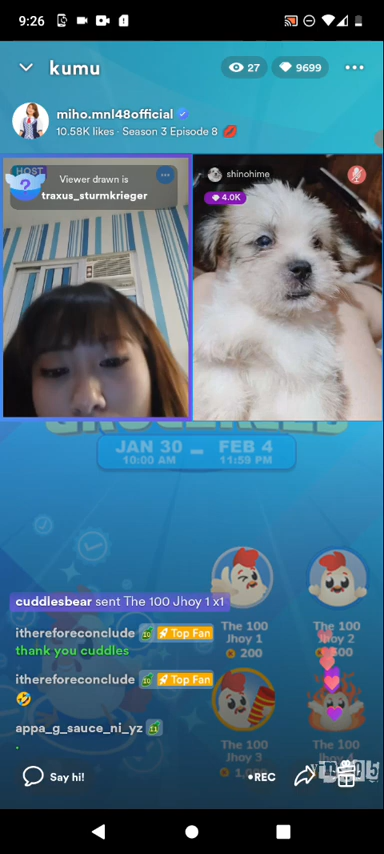 9:26
kumu
27
9699
miho.mnl48official
10.58K likes · Season 3 Episode 8
HOST
Viewer drawn is
traxus_sturmkrieger
shinohime
4.0K
JAN 30 – FEB 4
10:00 AM 11:59 PM
cuddlesbear sent The 100 Jhoy 1 x1
The 100 Jhoy 1
200
The 100 Jhoy 2
ithereforeconclude 10 Top Fan
thank you cuddles
ithereforeconclude 10 Top Fan
appa_g_sauce_ni_yz 11
.
The 100 Jhoy 3
The 100
Say hi!
•REC